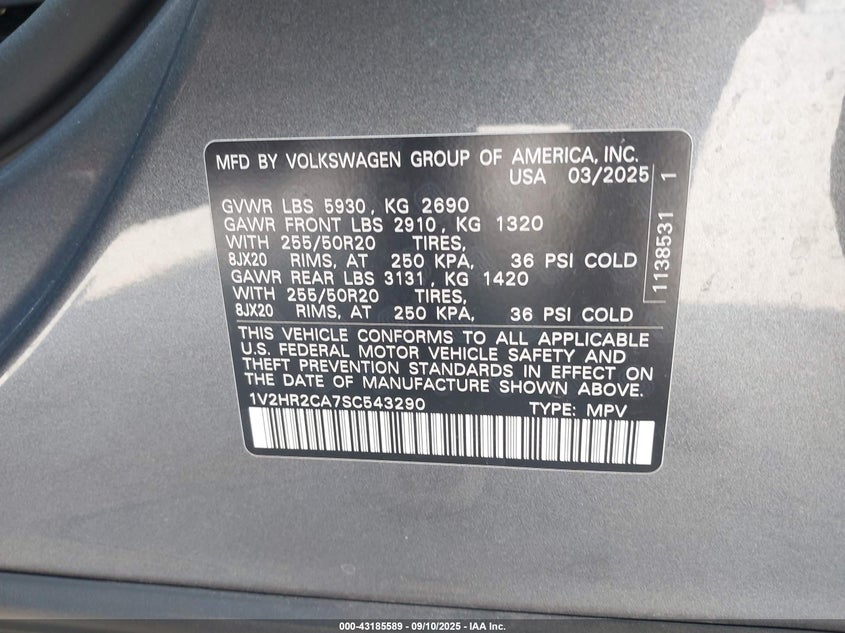 MFD BY VOLKSWAGEN GROUP OF AMERICA, INC.
USA 03/2025
GVWR LBS 5930, KG 2690
GAWR FRONT LBS 2910, KG 1320
WITH 255/50R20 TIRES,
8JX20 RIMS, AT 250 KPA, 36 PSI COLD
GAWR REAR LBS 3131, KG 1420
WITH 255/50R20 TIRES,
8JX20 RIMS, AT 250 KPA, 36 PSI COLD
THIS VEHICLE CONFORMS TO ALL APPLICABLE
U.S. FEDERAL MOTOR VEHICLE SAFETY AND
THEFT PREVENTION STANDARDS IN EFFECT ON
THE DATE OF MANUFACTURE SHOWN ABOVE.
1V2HR2CA7SC543290 TYPE: MPV
1138531 1
000-43185589 - 09/10/2025 - IAA Inc.